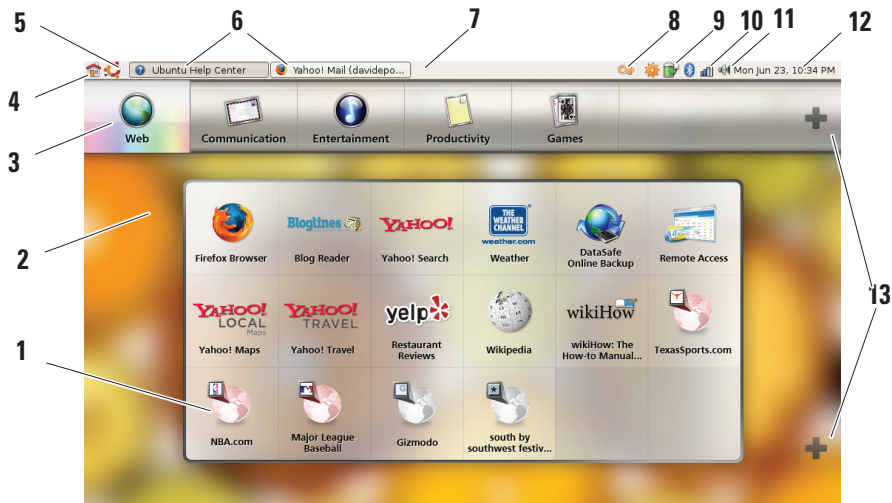 5 6 7 8 9 10 11 12
Ubuntu Help Center Yahoo! Mail (davidepo... Mon Jun 23, 10:34 PM
4
Web Communication Entertainment Productivity Games
3
2
Bloglines YAHOO! THE WEATHER CHANNEL weather.com
Firefox Browser Blog Reader Yahoo! Search Weather DataSafe Online Backup Remote Access
13
YAHOO! LOCAL Maps YAHOO! TRAVEL yelp wikiHow
Yahoo! Maps Yahoo! Travel Restaurant Reviews Wikipedia wikiHow: The How-to Manual... TexasSports.com
1
G
NBA.com Major League Baseball Gizmodo south by southwest festiv...